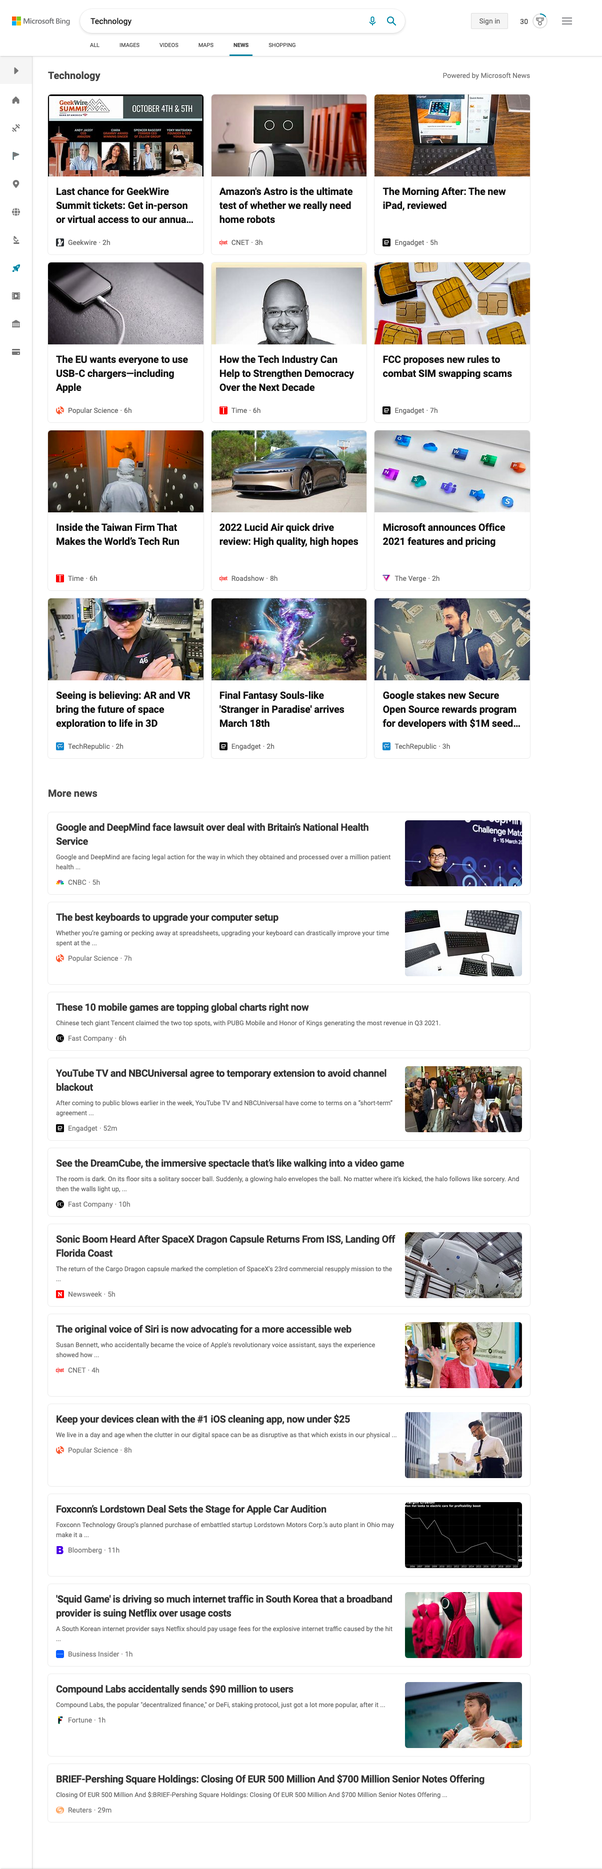 Microsoft Bing
Technology
Sign in
30
ALL
IMAGES
VIDEOS
MAPS
NEWS
SHOPPING
Technology
Powered by Microsoft News
GeekWire
SUMMIT
OCTOBER 4TH & 5TH
Last chance for GeekWire
Summit tickets: Get in-person
or virtual access to our annua...
Geekwire · 2h
Amazon's Astro is the ultimate
test of whether we really need
home robots
CNET · 3h
The Morning After: The new
iPad, reviewed
Engadget · 5h
The EU wants everyone to use
USB-C chargers—including
Apple
Popular Science · 6h
How the Tech Industry Can
Help to Strengthen Democracy
Over the Next Decade
Time · 6h
FCC proposes new rules to
combat SIM swapping scams
Engadget · 7h
Inside the Taiwan Firm That
Makes the World's Tech Run
Time · 6h
2022 Lucid Air quick drive
review: High quality, high hopes
Roadshow · 8h
Microsoft announces Office
2021 features and pricing
The Verge · 2h
Seeing is believing: AR and VR
bring the future of space
exploration to life in 3D
TechRepublic · 2h
Final Fantasy Souls-like
'Stranger in Paradise' arrives
March 18th
Engadget · 2h
Google stakes new Secure
Open Source rewards program
for developers with $1M seed...
TechRepublic · 3h
More news
Google and DeepMind face lawsuit over deal with Britain's National Health
Service
Google and DeepMind are facing legal action for the way in which they obtained and processed over a million patient
health ...
CNBC · 5h
Challenge Matc
8 - 15 March 20
The best keyboards to upgrade your computer setup
Whether you're gaming or pecking away at spreadsheets, upgrading your keyboard can drastically improve your time
spent at the ...
Popular Science · 7h
These 10 mobile games are topping global charts right now
Chinese tech giant Tencent claimed the two top spots, with PUBG Mobile and Honor of Kings generating the most revenue in Q3 2021.
Fast Company · 6h
YouTube TV and NBCUniversal agree to temporary extension to avoid channel
blackout
After coming to public blows earlier in the week, YouTube TV and NBCUniversal have come to terms on a "short-term"
agreement ...
Engadget · 52m
See the DreamCube, the immersive spectacle that's like walking into a video game
The room is dark. On its floor sits a solitary soccer ball. Suddenly, a glowing halo envelopes the ball. No matter where it's kicked, the halo follows like sorcery. And
then the walls light up, ...
Fast Company · 10h
Sonic Boom Heard After SpaceX Dragon Capsule Returns From ISS, Landing Off
Florida Coast
The return of the Cargo Dragon capsule marked the completion of SpaceX's 23rd commercial resupply mission to the
...
Newsweek · 5h
The original voice of Siri is now advocating for a more accessible web
Susan Bennett, who accidentally became the voice of Apple's revolutionary voice assistant, says the experience
showed how ...
CNET · 4h
Keep your devices clean with the #1 iOS cleaning app, now under $25
We live in a day and age when the clutter in our digital space can be as disruptive as that which exists in our physical ...
Popular Science · 8h
Foxconn's Lordstown Deal Sets the Stage for Apple Car Audition
Foxconn Technology Group's planned purchase of embattled startup Lordstown Motors Corp.'s auto plant in Ohio may
make it a ...
Bloomberg · 11h
'Squid Game' is driving so much internet traffic in South Korea that a broadband
provider is suing Netflix over usage costs
A South Korean internet provider says Netflix should pay usage fees for the explosive internet traffic caused by the hit
...
Business Insider · 1h
Compound Labs accidentally sends $90 million to users
Compound Labs, the popular "decentralized finance," or DeFi, staking protocol, just got a lot more popular, after it ...
Fortune · 1h
BRIEF-Pershing Square Holdings: Closing Of EUR 500 Million And $700 Million Senior Notes Offering
Closing Of EUR 500 Million And $:BRIEF-Pershing Square Holdings: Closing Of EUR 500 Million And $700 Million Senior Notes Offering ...
Reuters · 29m